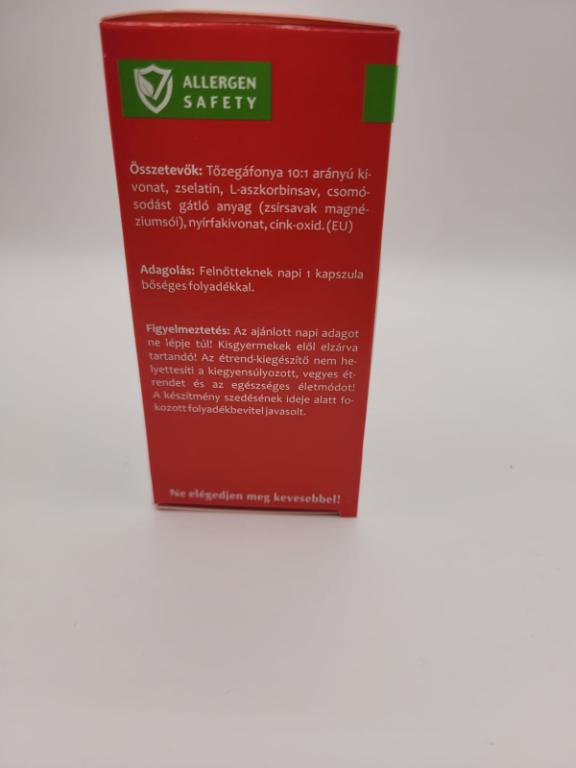 ALLERGEN
SAFETY
Összetevők: Tőzegáfonya 10:1 arányú ki-
vonat, zselatin, L-aszkorbinsav, csomó-
sodást gátló anyag (zsírsavak magné-
ziumsói), nyírfakivonat, cink-oxid. (EU)
Adagolás: Felnőtteknek napi 1 kapszula
bőséges folyadékkal.
Figyelmeztetés: Az ajánlott napi adagot
ne lépje túl! Kisgyermekek elől elzárva
tartandó! Az étrend-kiegészítő nem he-
lyettesíti a kiegyensúlyozott, vegyes ét-
rendet és az egészséges életmódot!
A készítmény szedésének ideje alatt fo-
kozott folyadékbevitel javasolt.
Ne elégedjen meg kevesebbel!